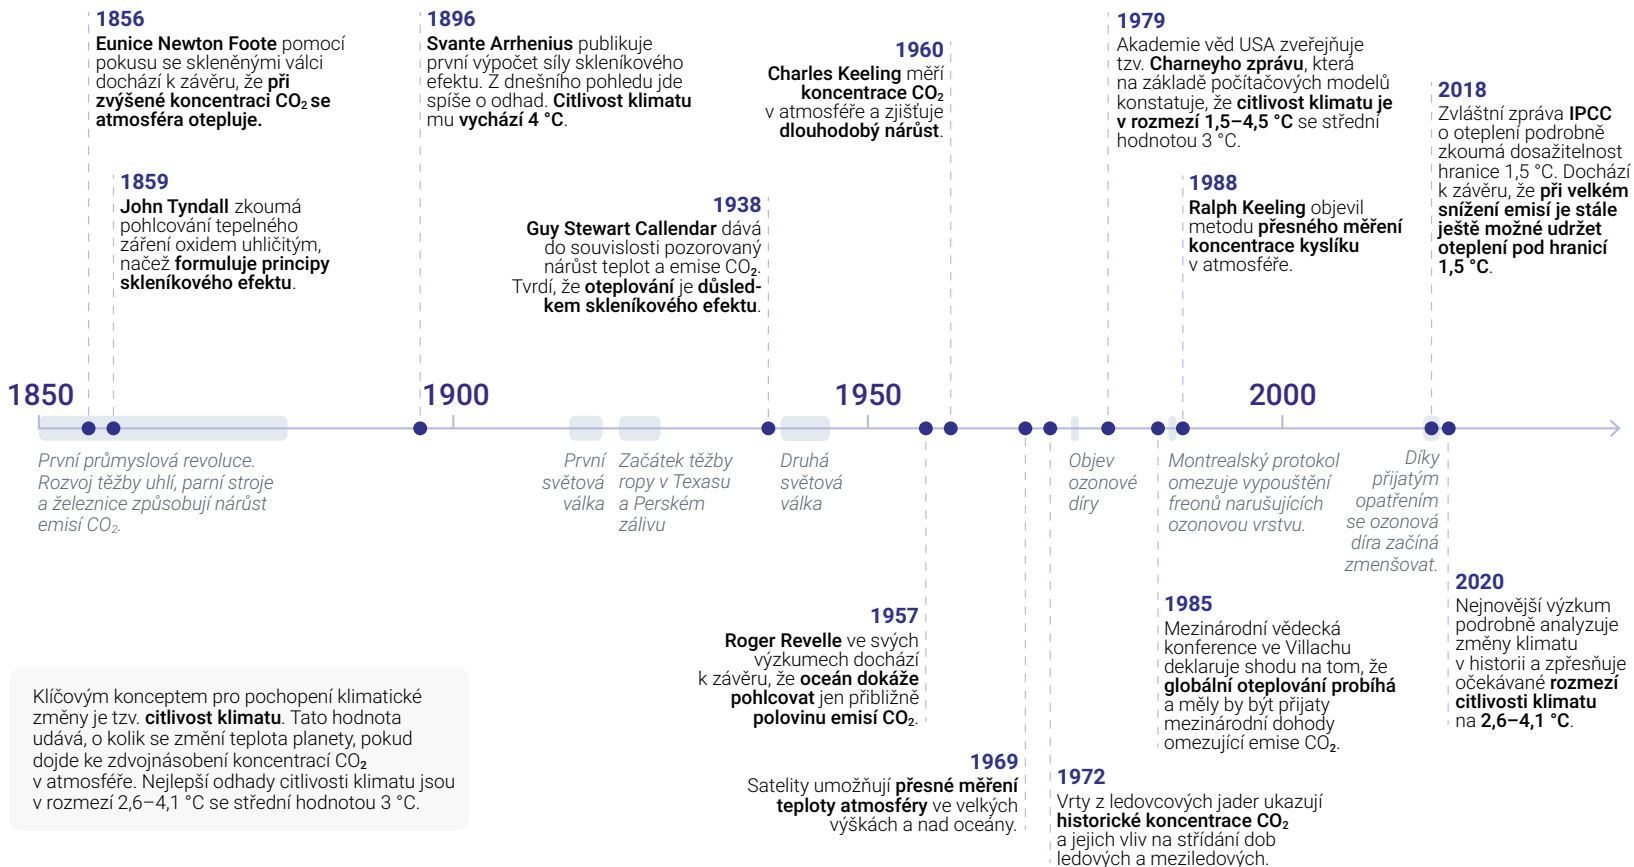 1856
Eunice Newton Foote pomocí
pokusu se skleněnými válci
dochází k závěru, že při
zvýšené koncentraci CO₂ se
atmosféra otepluje.
1859
John Tyndall zkoumá
pohlcování tepelného
záření oxidem uhličitým,
načež formuluje principy
skleníkového efektu.
1896
Svante Arrhenius publikuje
první výpočet síly skleníkového
efektu. Z dnešního pohledu jde
spíše o odhad. Citlivost klimatu
mu vychází 4 °C.
1938
Guy Stewart Callendar dává
do souvislosti pozorovaný
nárůst teplot a emise CO₂.
Tvrdí, že oteplování je důsled-
kem skleníkového efektu.
1960
Charles Keeling měří
koncentrace CO₂
v atmosféře a zjišťuje
dlouhodobý nárůst.
1979
Akademie věd USA zveřejňuje
tzv. Charneyho zprávu, která
na základě počítačových modelů
konstatuje, že citlivost klimatu je
v rozmezí 1,5–4,5 °C se střední
hodnotou 3 °C.
1988
Ralph Keeling objevil
metodu přesného měření
koncentrace kyslíku
v atmosféře.
2018
Zvláštní zpráva IPCC
o oteplení podrobně
zkoumá dosažitelnost
hranice 1,5 °C. Dochází
k závěru, že při velkém
snížení emisí je stále
ještě možné udržet
oteplení pod hranicí
1,5 °C.
1850
1900
1950
2000
První průmyslová revoluce.
Rozvoj těžby uhlí, parní stroje
a železnice způsobují nárůst
emisí CO₂.
První
světová
válka
Začátek těžby
ropy v Texasu
a Perském
zálivu
Druhá
světová
válka
Objev
ozonové
díry
Montrealský protokol
omezuje vypouštění
freonů narušujících
ozonovou vrstvu.
Díky
přijatým
opatřením
se ozonová
díra začíná
zmenšovat.
1957
Roger Revelle ve svých
výzkumech dochází
k závěru, že oceán dokáže
pohlcovat jen přibližně
polovinu emisí CO₂.
1969
Satelity umožňují přesné měření
teploty atmosféry ve velkých
výškách a nad oceány.
1972
Vrty z ledovcových jader ukazují
historické koncentrace CO₂
a jejich vliv na střídání dob
ledových a meziledových.
1985
Mezinárodní vědecká
konference ve Villachu
deklaruje shodu na tom, že
globální oteplování probíhá
a měly by být přijaty
mezinárodní dohody
omezující emise CO₂.
2020
Nejnovější výzkum
podrobně analyzuje
změny klimatu
v historii a zpřesňuje
očekávané rozmezí
citlivosti klimatu
na 2,6–4,1 °C.
Klíčovým konceptem pro pochopení klimatické
změny je tzv. citlivost klimatu. Tato hodnota
udává, o kolik se změní teplota planety, pokud
dojde ke zdvojnásobení koncentrací CO₂
v atmosféře. Nejlepší odhady citlivosti klimatu jsou
v rozmezí 2,6–4,1 °C se střední hodnotou 3 °C.